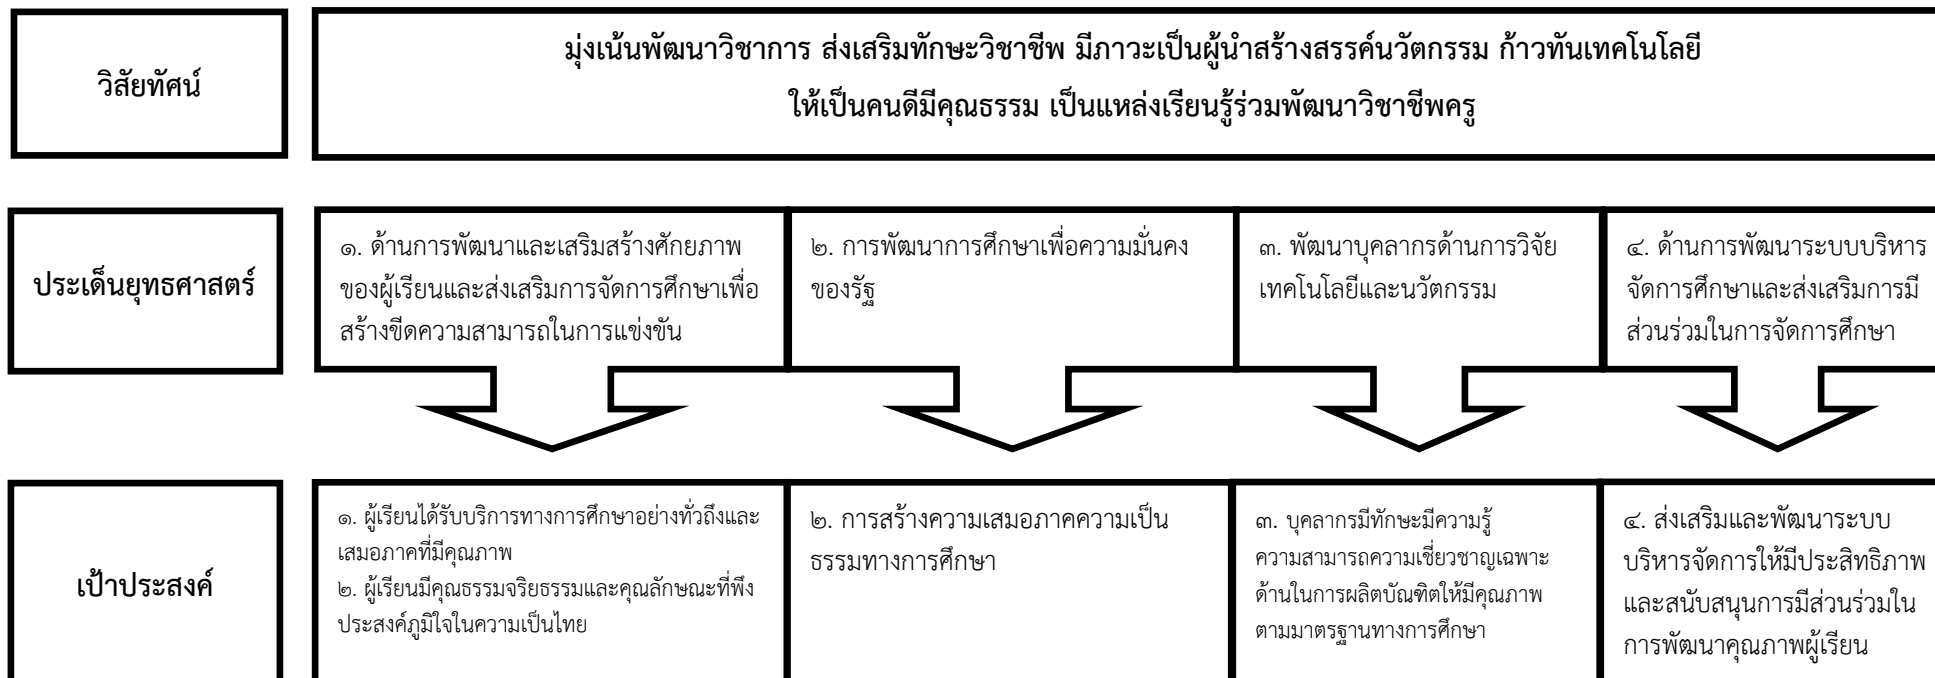 วิสัยทัศน์
มุ่งเน้นพัฒนาวิชาการ ส่งเสริมทักษะวิชาชีพ มีภาวะเป็นผู้นำสร้างสรรค์นวัตกรรม ก้าวทันเทคโนโลยี
ให้เป็นคนดีมีคุณธรรม เป็นแหล่งเรียนรู้ร่วมพัฒนาวิชาชีพครู
ประเด็นยุทธศาสตร์
๑. ด้านการพัฒนาและเสริมสร้างศักยภาพ
ของผู้เรียนและส่งเสริมการจัดการศึกษาเพื่อ
สร้างขีดความสามารถในการแข่งขัน
๒. การพัฒนาการศึกษาเพื่อความมั่นคง
ของรัฐ
๓. พัฒนาบุคลากรด้านการวิจัย
เทคโนโลยีและนวัตกรรม
๔. ด้านการพัฒนาระบบบริหาร
จัดการศึกษาและส่งเสริมการมี
ส่วนร่วมในการจัดการศึกษา
เป้าประสงค์
๑. ผู้เรียนได้รับบริการทางการศึกษาอย่างทั่วถึงและ
เสมอภาคที่มีคุณภาพ
๒. ผู้เรียนมีคุณธรรมจริยธรรมและคุณลักษณะที่พึง
ประสงค์ภูมิใจในความเป็นไทย
๒. การสร้างความเสมอภาคความเป็น
ธรรมทางการศึกษา
๓. บุคลากรมีทักษะมีความรู้
ความสามารถความเชี่ยวชาญเฉพาะ
ด้านในการผลิตบัณฑิตให้มีคุณภาพ
ตามมาตรฐานทางการศึกษา
๔. ส่งเสริมและพัฒนาระบบ
บริหารจัดการให้มีประสิทธิภาพ
และสนับสนุนการมีส่วนร่วมใน
การพัฒนาคุณภาพผู้เรียน